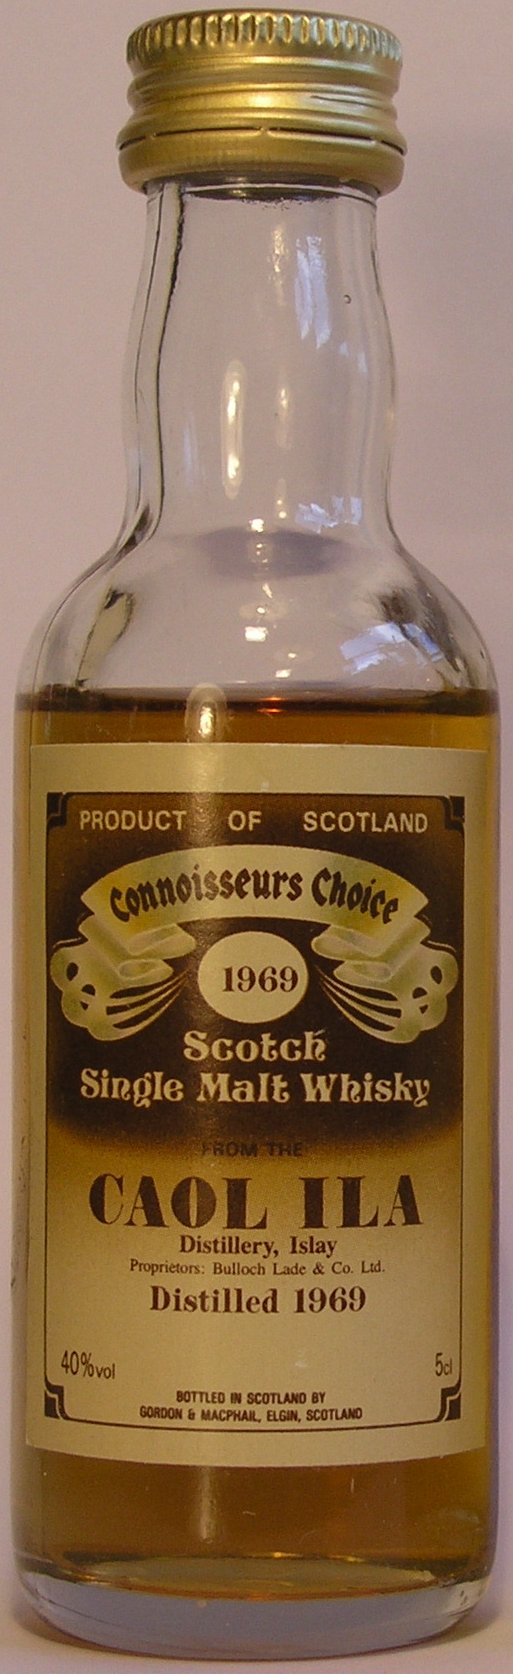 PRODUCT OF SCOTLAND
Connoisseurs Choice
1969
Scotch
Single Malt Whisky
FROM THE
CAOL ILA
Distillery, Islay
Proprietors: Bulloch Lade & Co. Ltd.
Distilled 1969
40%vol 5cl
BOTTLED IN SCOTLAND BY
GORDON & MACPHAIL, ELGIN, SCOTLAND